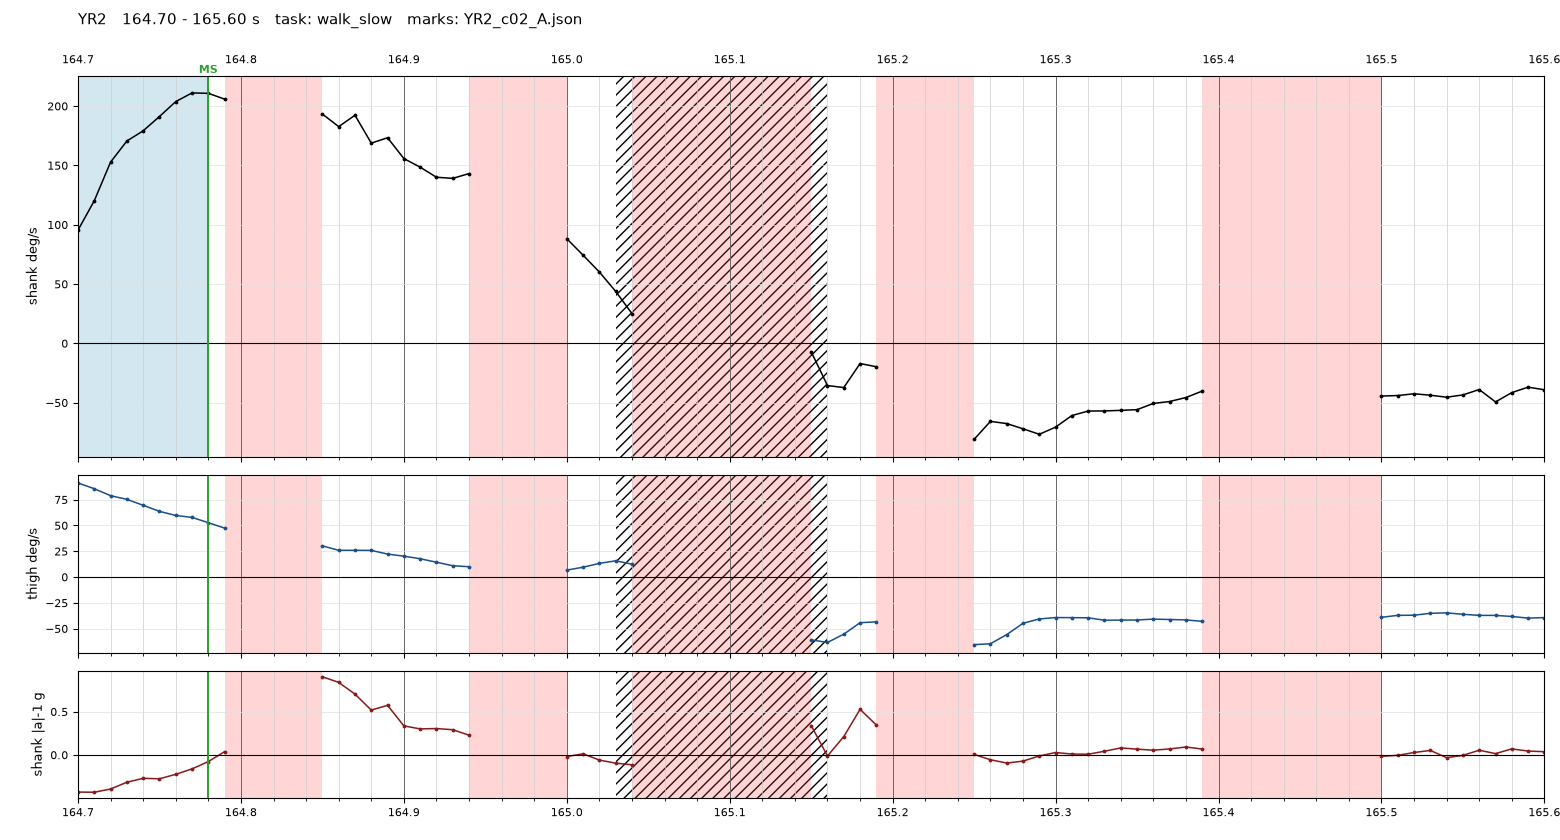 YR2 164.70 - 165.60 s task: walk_slow marks: YR2_c02_A.json
164.7 164.8 164.9 165.0 165.1 165.2 165.3 165.4 165.5 165.6
MS
200
150
100
50
0
−50
shank deg/s
75
50
25
0
−25
−50
thigh deg/s
0.5
0.0
shank |a|-1 g
164.7 164.8 164.9 165.0 165.1 165.2 165.3 165.4 165.5 165.6